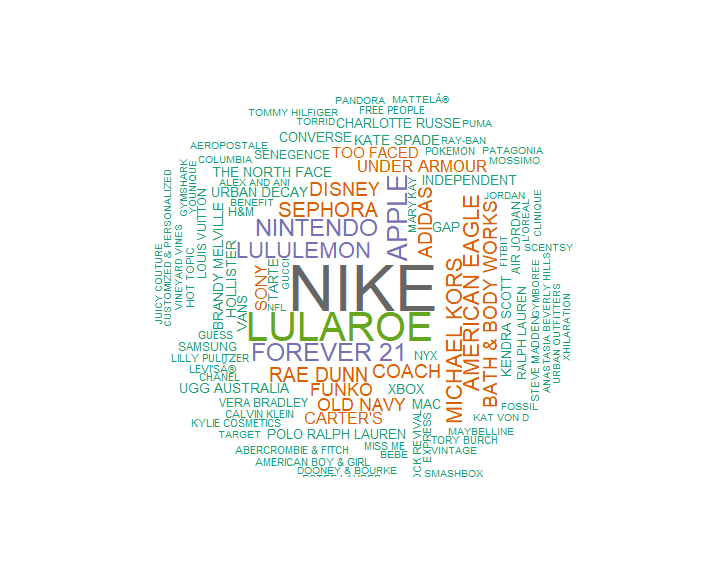 PANDORA
MATTELÂ®
TOMMY HILFIGER
FREE PEOPLE
TORRID
CHARLOTTE RUSSE
PUMA
CONVERSE
KATE SPADE
RAY-BAN
AEROPOSTALE
SENEGENCE
TOO FACED
POKEMON
PATAGONIA
COLUMBIA
UNDER ARMOUR
MOSSIMO
THE NORTH FACE
INDEPENDENT
ALEX AND ANI
URBAN DECAY
DISNEY
APPLE
MARY KAY
ADIDAS
JORDAN
BENEFIT
H&M
SEPHORA
NINTENDO
GAP
LULULEMON
SCENTSY
JUICY COUTURE
CUSTOMIZED & PERSONALIZED
VINEYARD VINES
GYMSHARK
YOUNIQUE
HOT TOPIC
LOUIS VUITTON
BRANDY MELVILLE
HOLLISTER
VANS
SONY
TARTE
GUCCI
NFL
NIKE
LULAROE
FOREVER 21
NYX
MICHAEL KORS
AMERICAN EAGLE
BATH & BODY WORKS
KENDRA SCOTT
FITBIT
AIR JORDAN
L'OREAL
CLINIQUE
RALPH LAUREN
STEVE MADDEN
GYMBOREE
ANASTASIA BEVERLY HILLS
URBAN OUTFITTERS
XHILARATION
GUESS
SAMSUNG
LILLY PULITZER
LEVI'SÂ®
CHANEL
RAE DUNN
COACH
UGG AUSTRALIA
FUNKO
XBOX
VERA BRADLEY
OLD NAVY
MAC
FOSSIL
CALVIN KLEIN
CARTER'S
KAT VON D
KYLIE COSMETICS
TARGET
POLO RALPH LAUREN
ROCK REVIVAL
EXPRESS
MAYBELLINE
TORY BURCH
ABERCROMBIE & FITCH
MISS ME
BEBE
VINTAGE
AMERICAN BOY & GIRL
DOONEY & BOURKE
SMASHBOX
ESTEE LAUDER